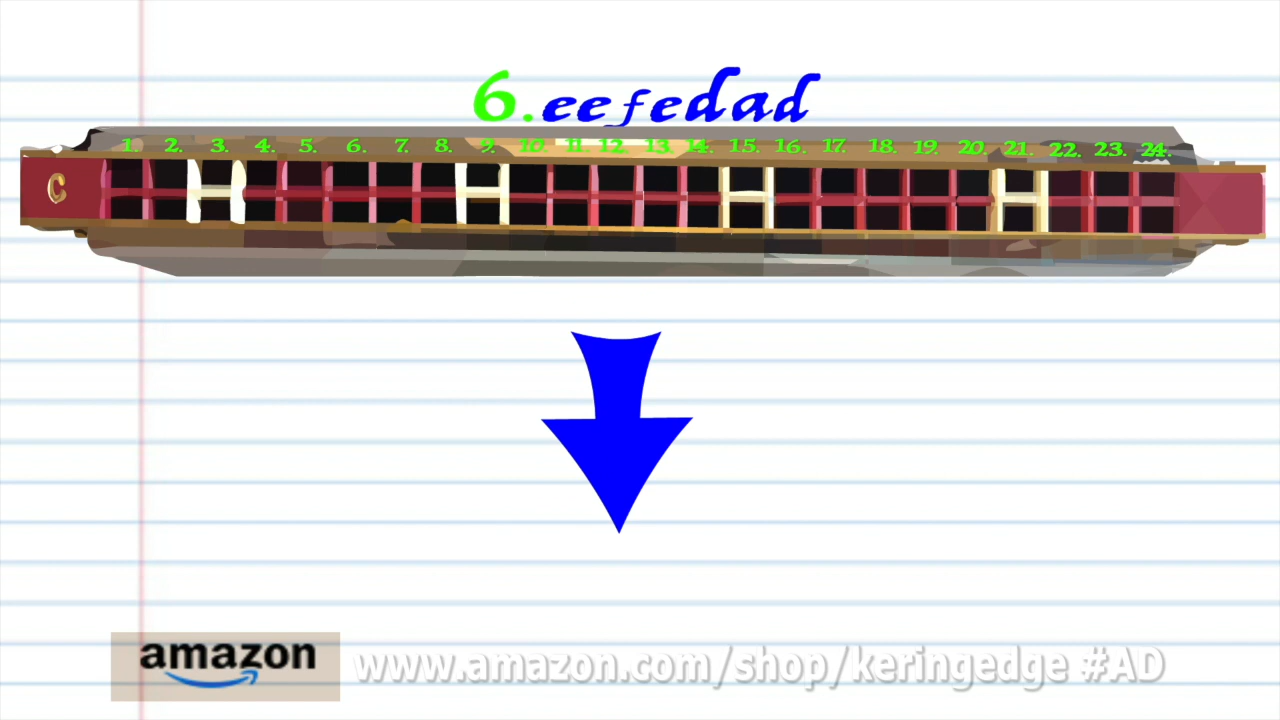 6. eefedad
1. 2. 3. 4. 5. 6. 7. 8. 9. 10. 11. 12. 13. 14. 15. 16. 17. 18. 19. 20. 21. 22. 23. 24.
C
amazon www.amazon.com/shop/keringedge #AD